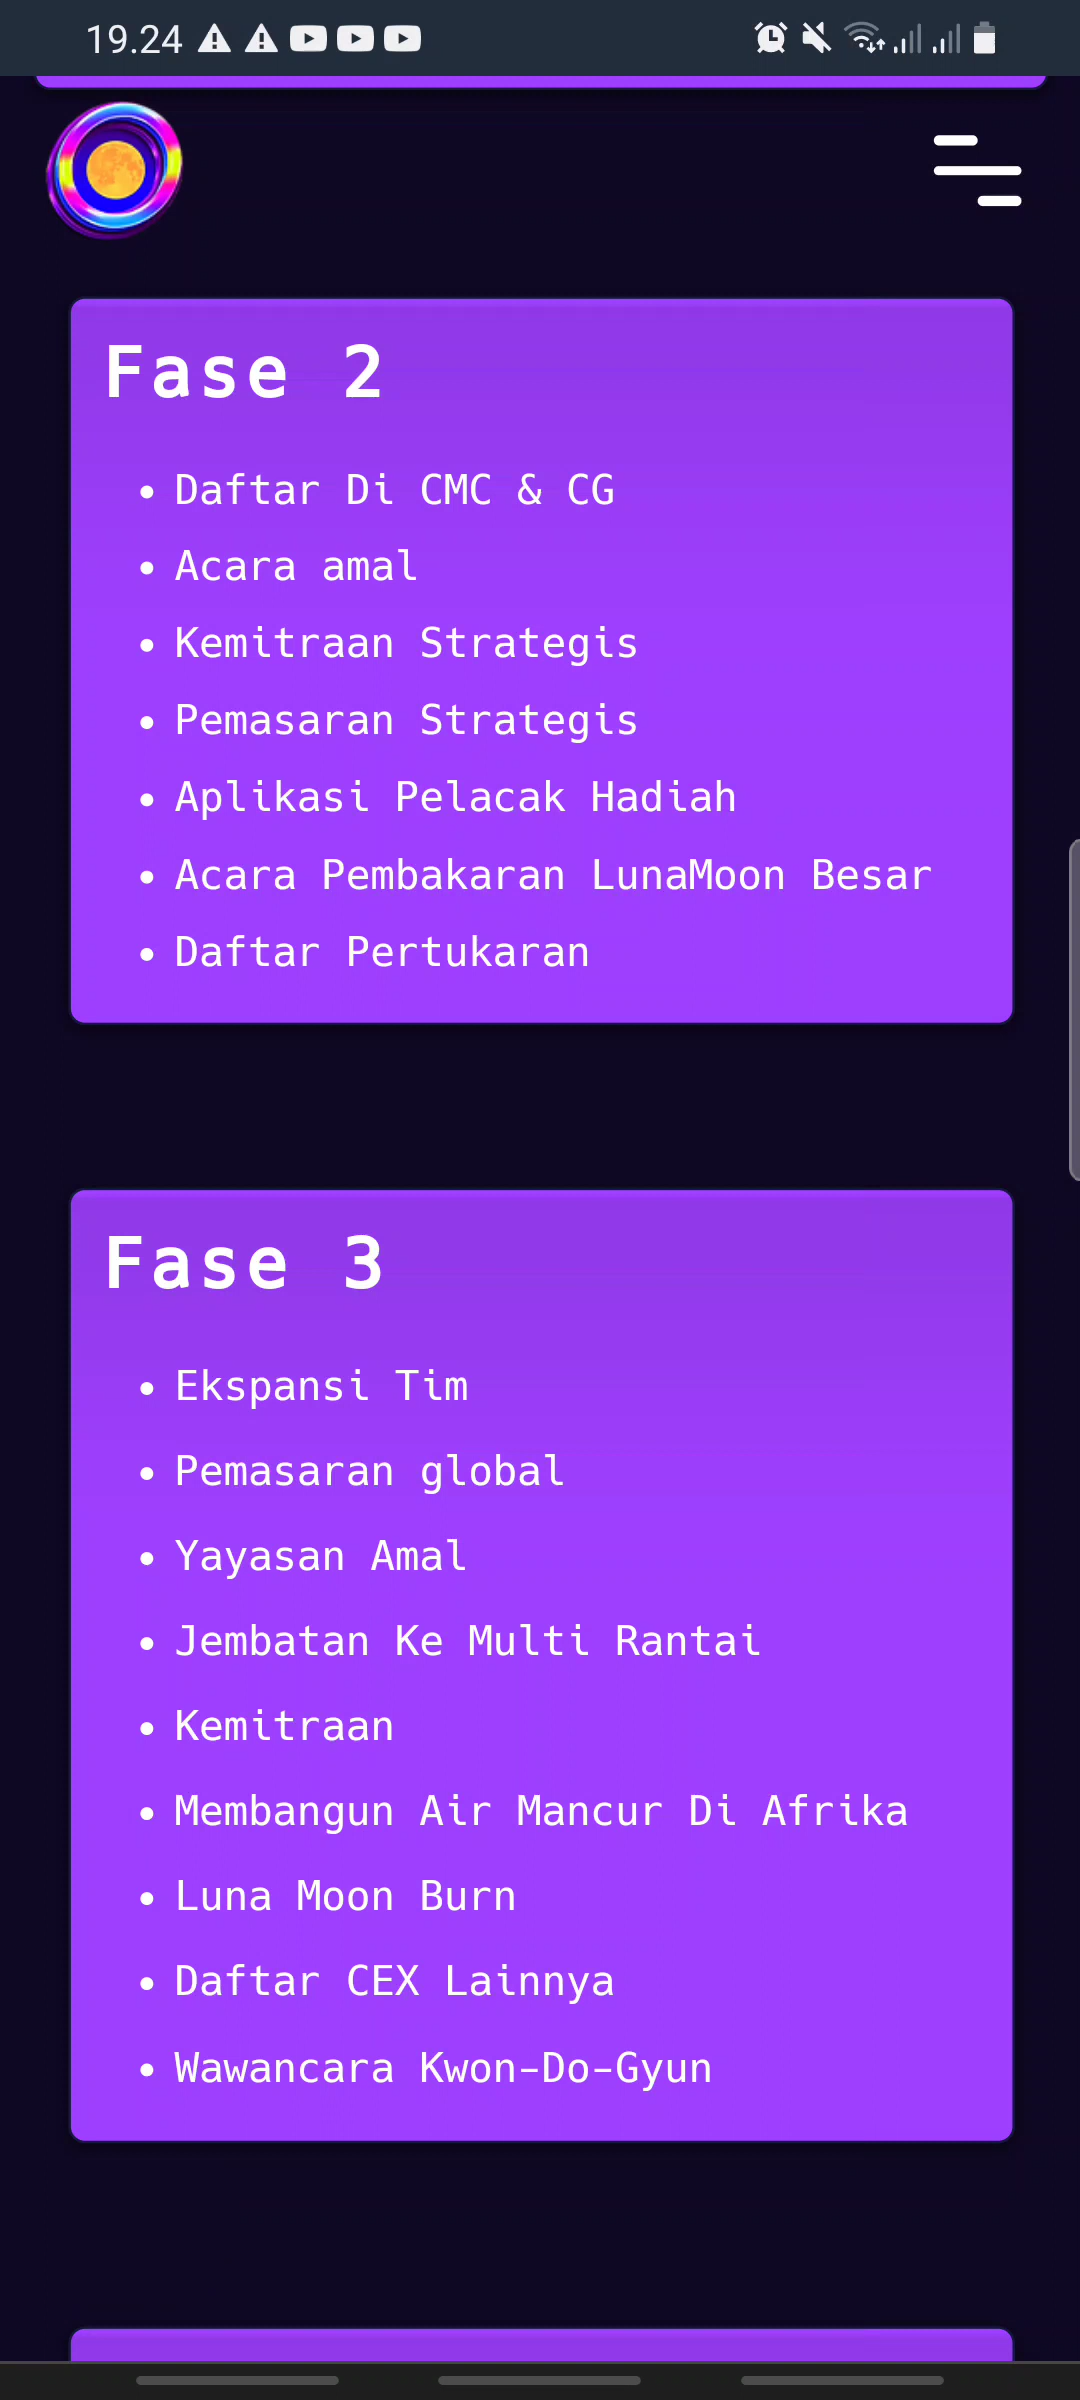 19.24
Fase 2
Daftar Di CMC & CG
Acara amal
Kemitraan Strategis
Pemasaran Strategis
Aplikasi Pelacak Hadiah
Acara Pembakaran LunaMoon Besar
Daftar Pertukaran
Fase 3
Ekspansi Tim
Pemasaran global
Yayasan Amal
Jembatan Ke Multi Rantai
Kemitraan
Membangun Air Mancur Di Afrika
Luna Moon Burn
Daftar CEX Lainnya
Wawancara Kwon-Do-Gyun